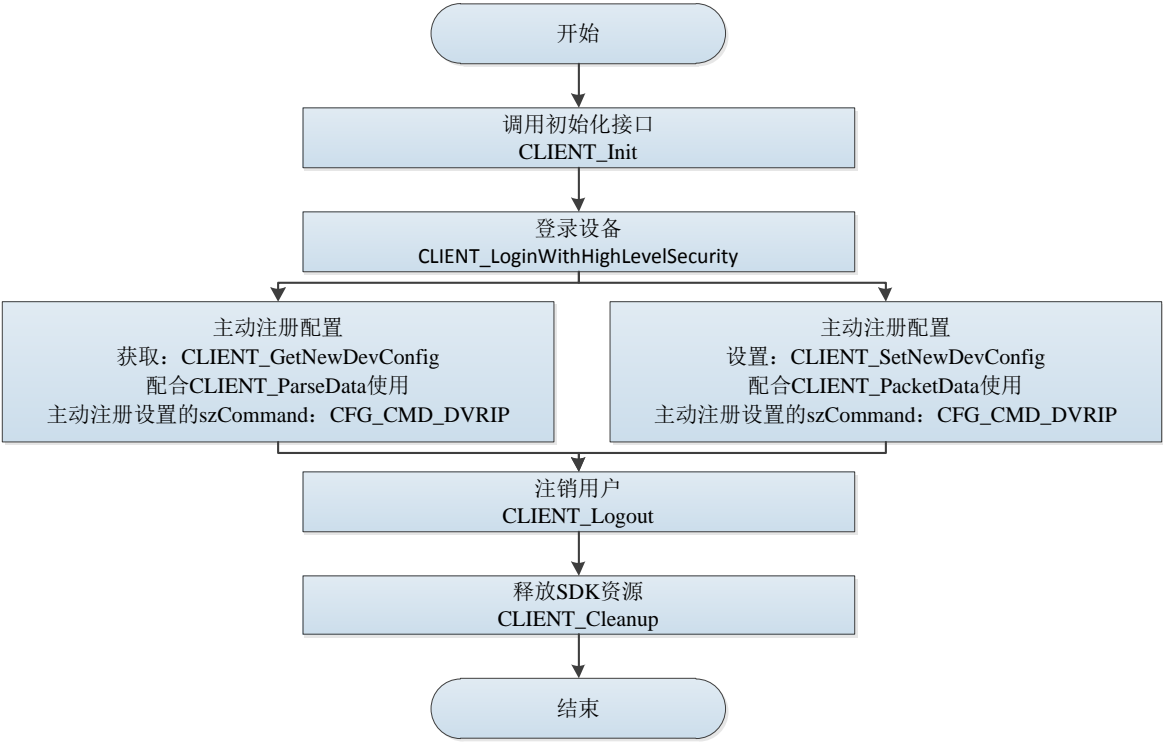 开始
调用初始化接口
CLIENT_Init
登录设备
CLIENT_LoginWithHighLevelSecurity
主动注册配置
获取：CLIENT_GetNewDevConfig
配合CLIENT_ParseData使用
主动注册设置的szCommand：CFG_CMD_DVRIP
主动注册配置
设置：CLIENT_SetNewDevConfig
配合CLIENT_PacketData使用
主动注册设置的szCommand：CFG_CMD_DVRIP
注销用户
CLIENT_Logout
释放SDK资源
CLIENT_Cleanup
结束